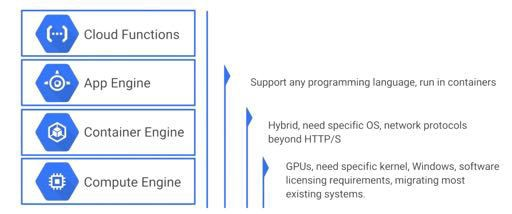 Cloud Functions
App Engine
Support any programming language, run in containers
Container Engine
Hybrid, need specific OS, network protocols
beyond HTTP/S
Compute Engine
GPUs, need specific kernel, Windows, software
licensing requirements, migrating most
existing systems.